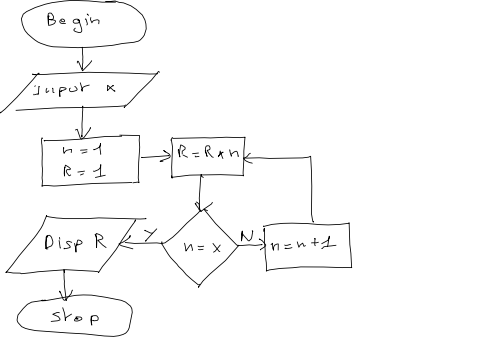 Begin
Input x
n = 1
R = 1
R = R * n
n = x
Y
N
n = n + 1
Disp R
Stop